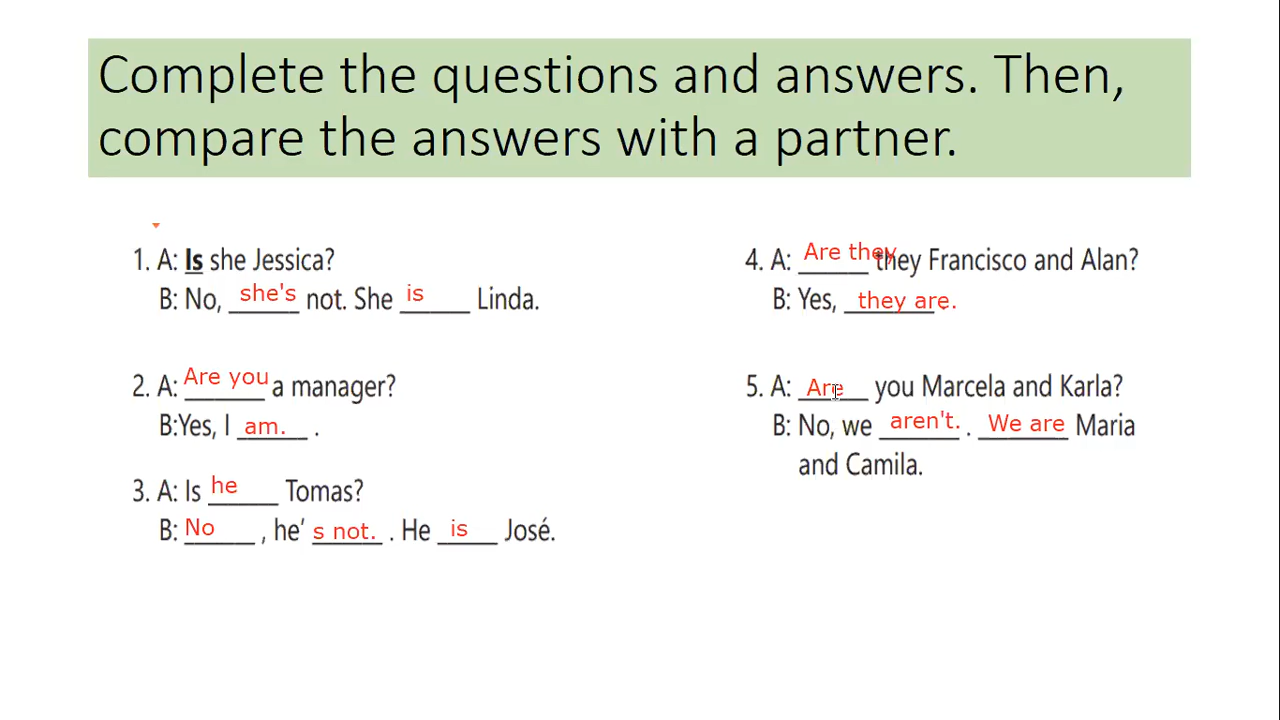 Complete the questions and answers. Then,
compare the answers with a partner.
1. A: Is she Jessica?
B: No, she's not. She is Linda.
2. A: Are you a manager?
B:Yes, I am. .
3. A: Is he Tomas?
B: No , he' s not. . He is José.
4. A: Are they they Francisco and Alan?
B: Yes, they are. .
5. A: Are you Marcela and Karla?
B: No, we aren't. . We are Maria
and Camila.